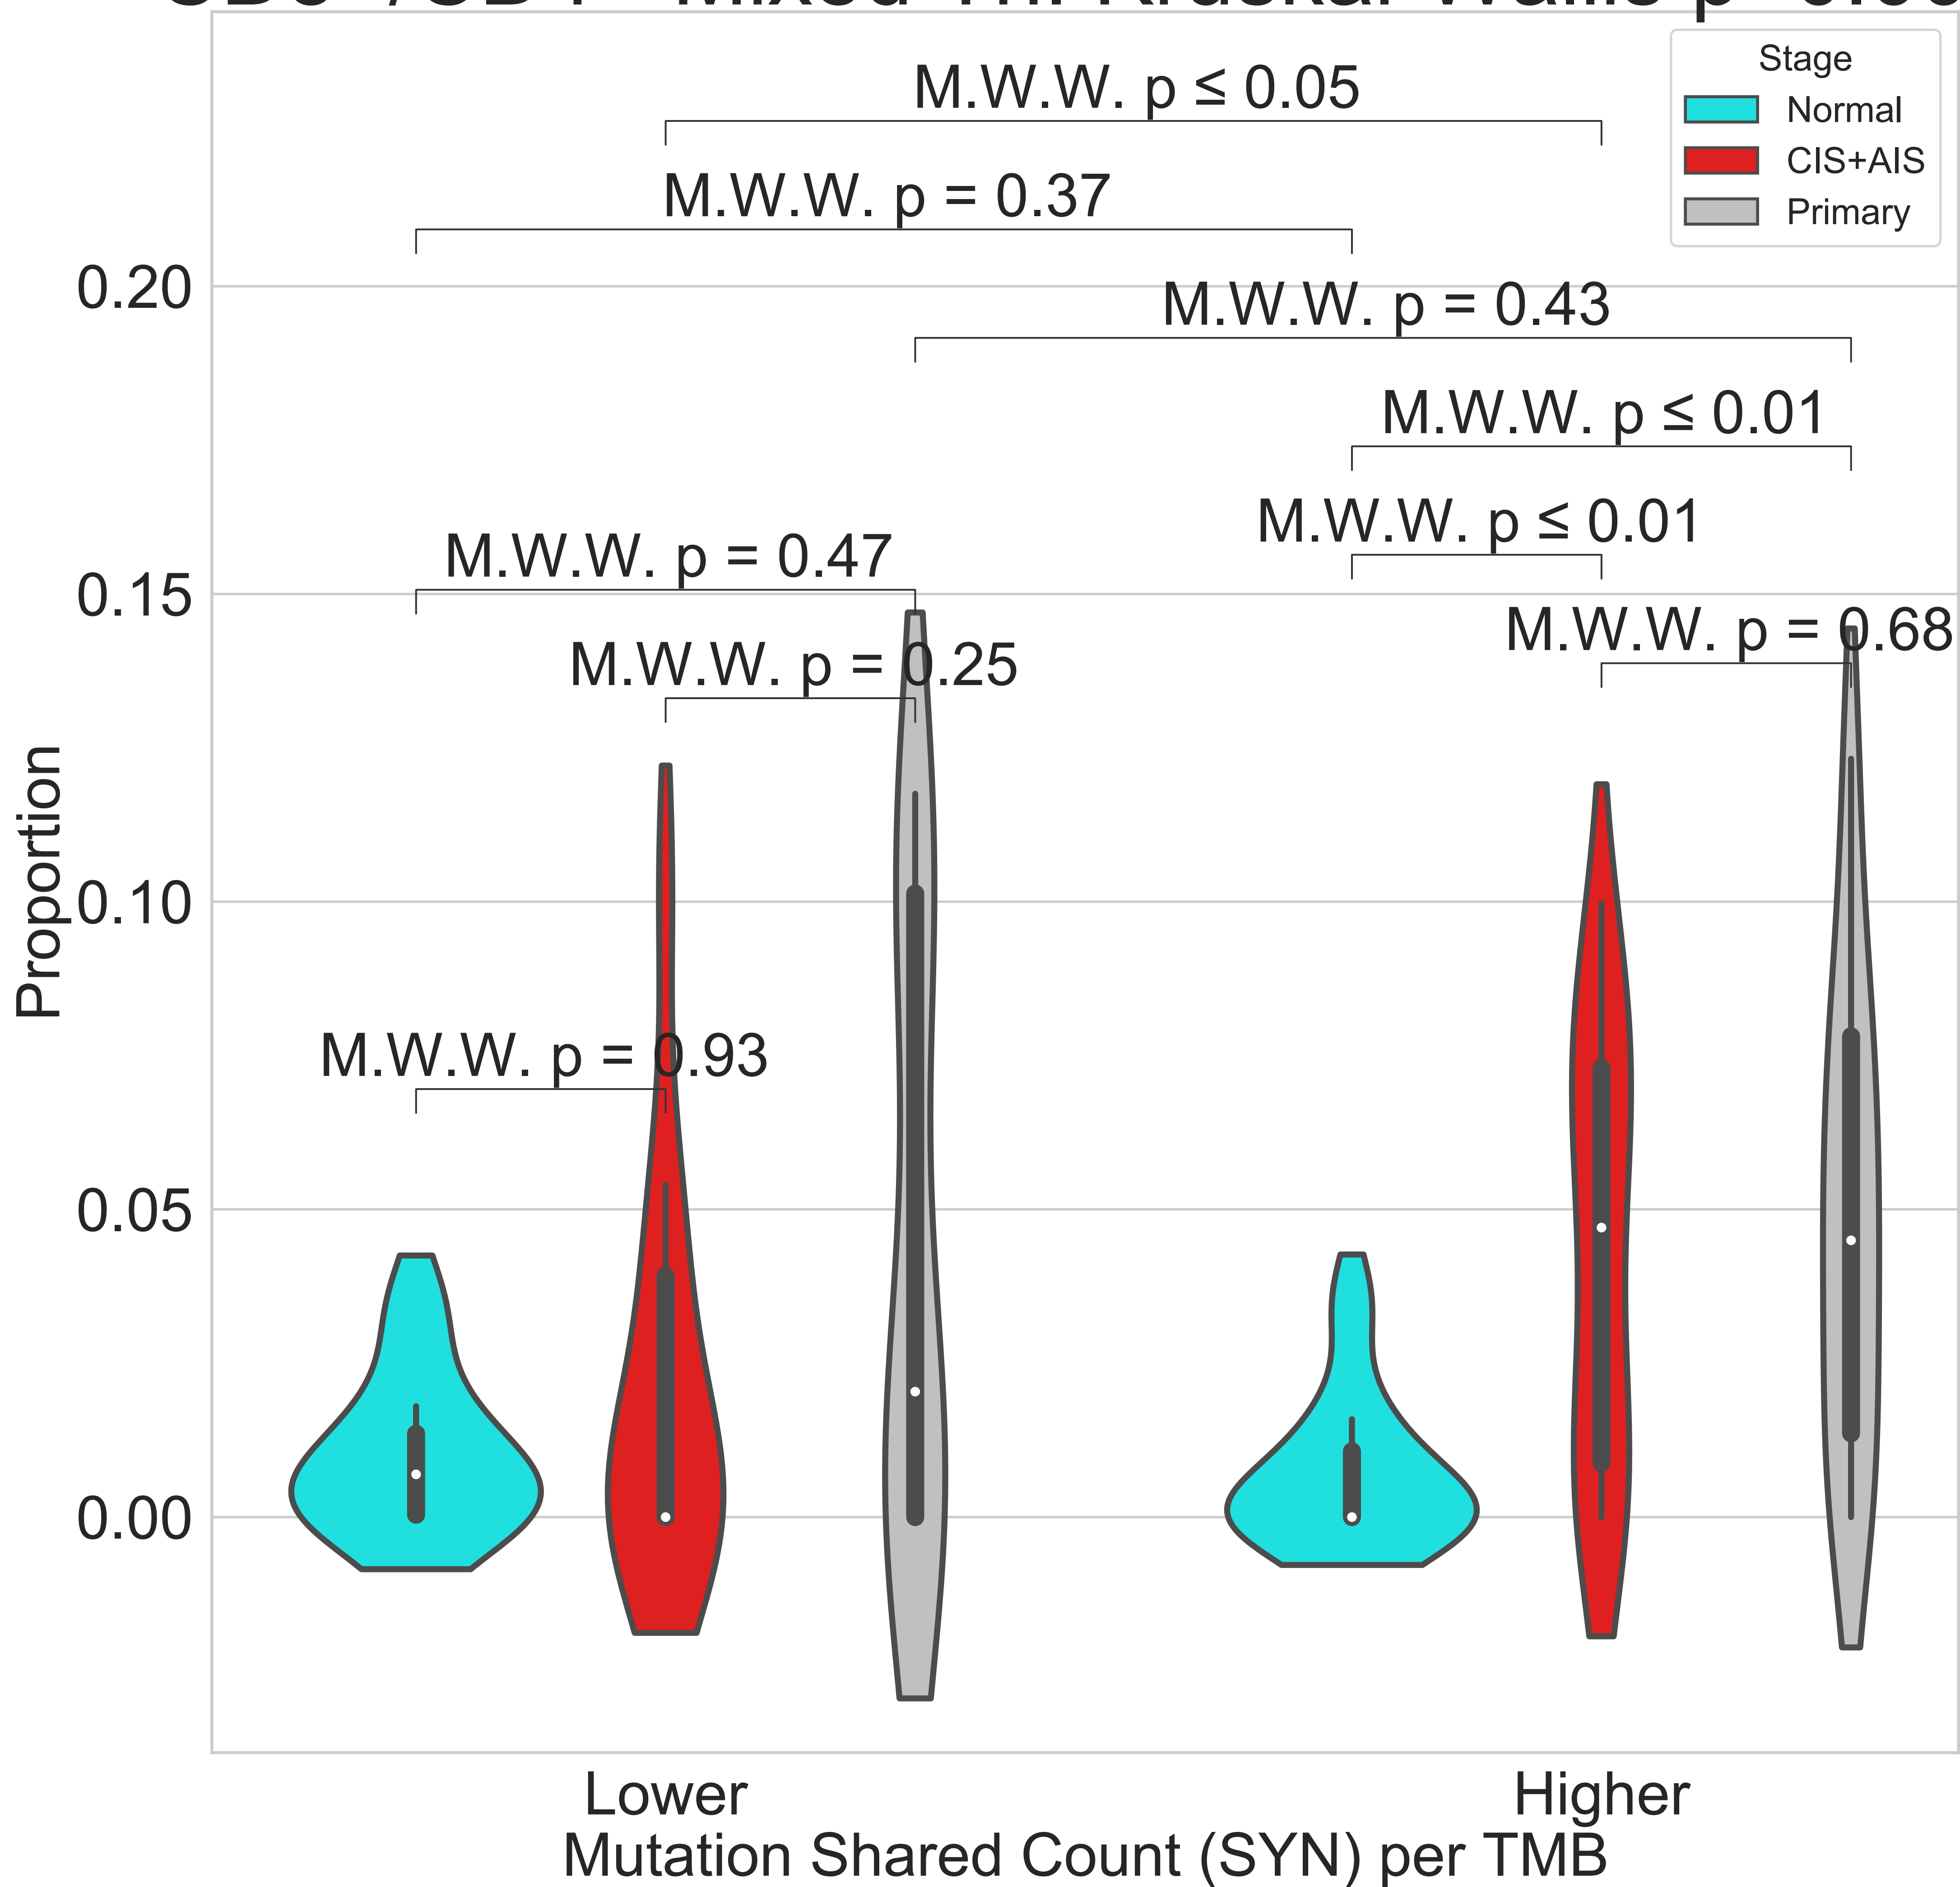 M.W.W. p ≤ 0.05
Stage
Normal
CIS+AIS
Primary
M.W.W. p = 0.37
0.20
M.W.W. p = 0.43
M.W.W. p ≤ 0.01
M.W.W. p ≤ 0.01
M.W.W. p = 0.47
0.15
M.W.W. p = 0.68
M.W.W. p = 0.25
Proportion
0.10
M.W.W. p = 0.93
0.05
0.00
Lower
Higher
Mutation Shared Count (SYN) per TMB